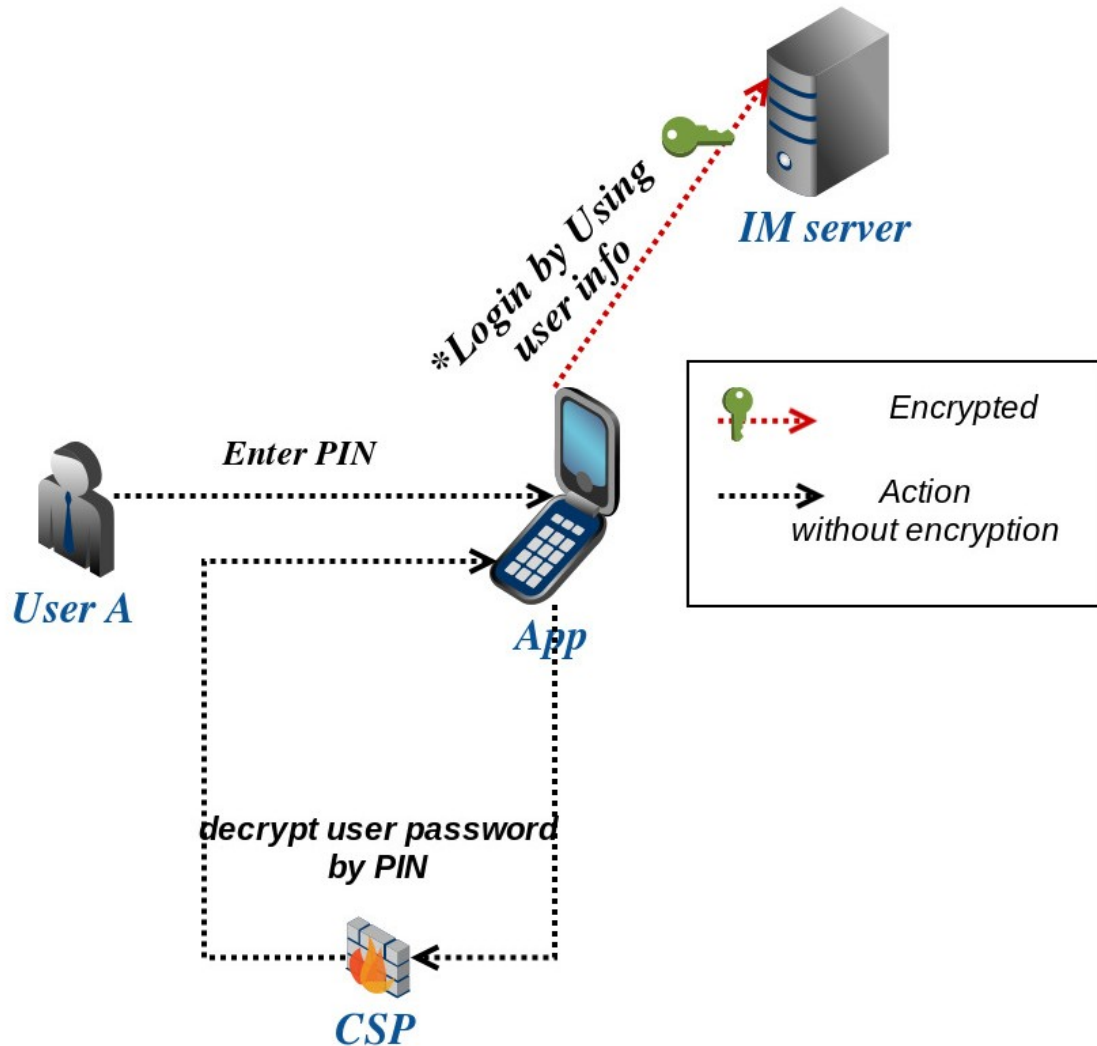 IM server
*Login by Using
user info
Encrypted
Action
without encryption
Enter PIN
User A
App
decrypt user password
by PIN
CSP